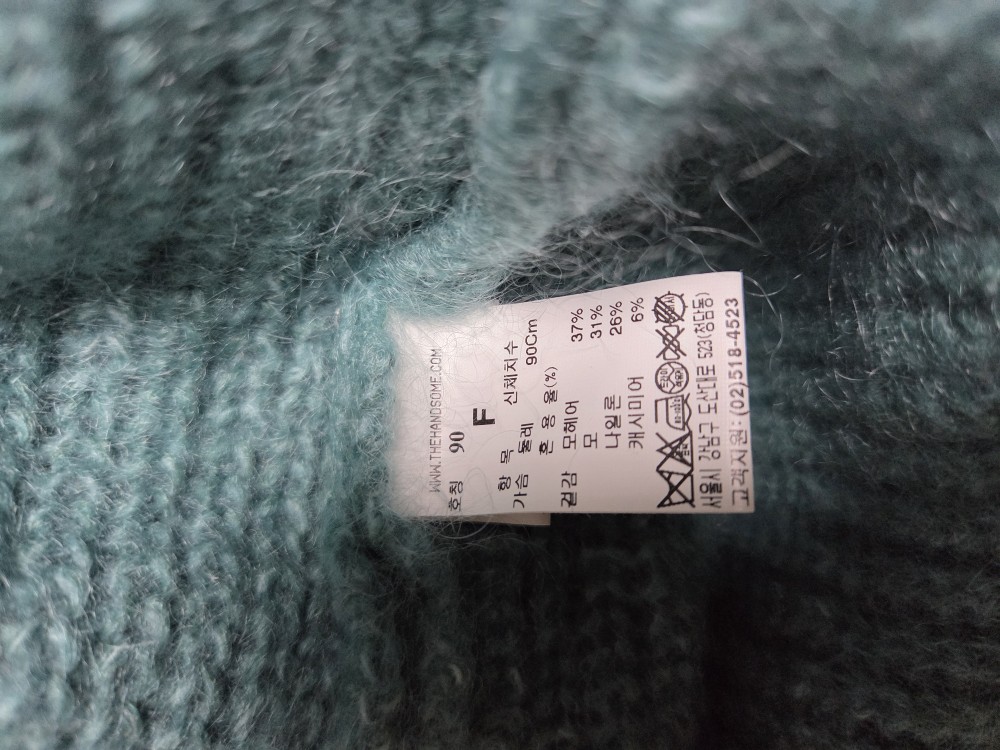 WWW.THEHANDSOME.COM
호칭 90
F
항 목 신체치수
가슴 둘레 90Cm
혼 용 율(%)
겉감 모헤어 37%
모 31%
나일론 26%
캐시미어 6%
서울시 강남구 도산대로 523(청담동)
고객지원: (02)518-4523